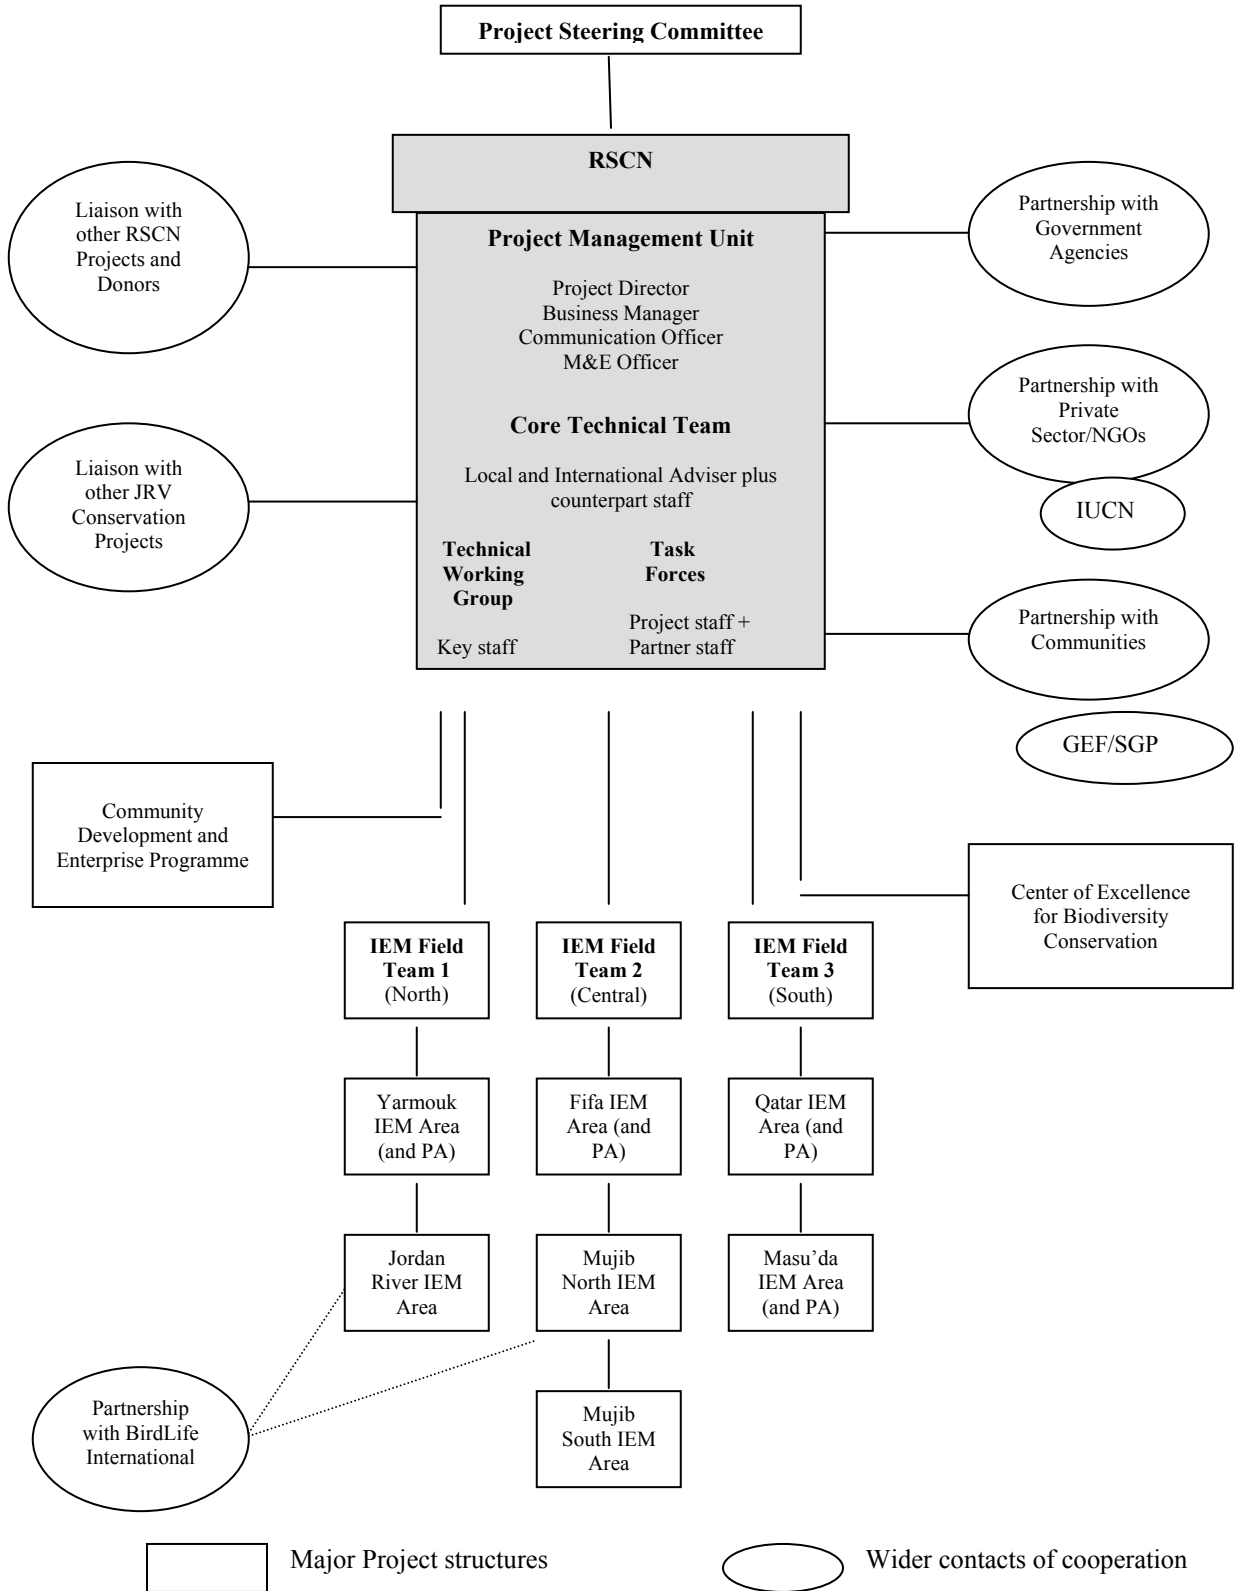 Project Steering Committee
RSCN
Liaison with
other RSCN
Projects and
Donors
Project Management Unit
Project Director
Business Manager
Communication Officer
M&E Officer
Partnership with
Government
Agencies
Partnership with
Private
Sector/NGOs
IUCN
Core Technical Team
Local and International Adviser plus
counterpart staff
Liaison with
other JRV
Conservation
Projects
Technical
Working
Group
Key staff
Task
Forces
Project staff +
Partner staff
Partnership with
Communities
GEF/SGP
Community
Development and
Enterprise Programme
Center of Excellence
for Biodiversity
Conservation
IEM Field
Team 1
(North)
IEM Field
Team 2
(Central)
IEM Field
Team 3
(South)
Yarmouk
IEM Area
(and PA)
Fifa IEM
Area (and
PA)
Qatar IEM
Area (and
PA)
Jordan
River IEM
Area
Mujib
North IEM
Area
Masu’da
IEM Area
(and PA)
Partnership
with BirdLife
International
Mujib
South IEM
Area
Major Project structures
Wider contacts of cooperation